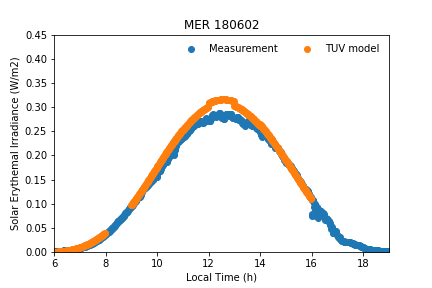 MER 180602
Measurement
TUV model
Solar Erythemal Irradiance (W/m2)
0.45
0.40
0.35
0.30
0.25
0.20
0.15
0.10
0.05
0.00
6 8 10 12 14 16 18
Local Time (h)